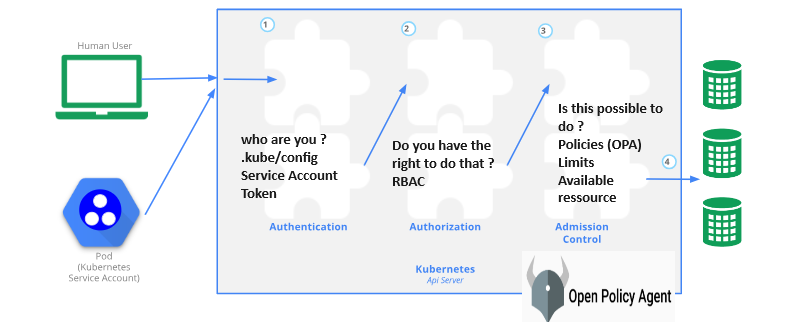 Human User
Pod
(Kubernetes
Service Account)
1
who are you ?
.kube/config
Service Account
Token
Authentication
2
Do you have the
right to do that ?
RBAC
Authorization
3
Is this possible to
do ?
Policies (OPA)
Limits
Available
ressource
Admission
Control
4
Kubernetes
Api Server
Open Policy Agent